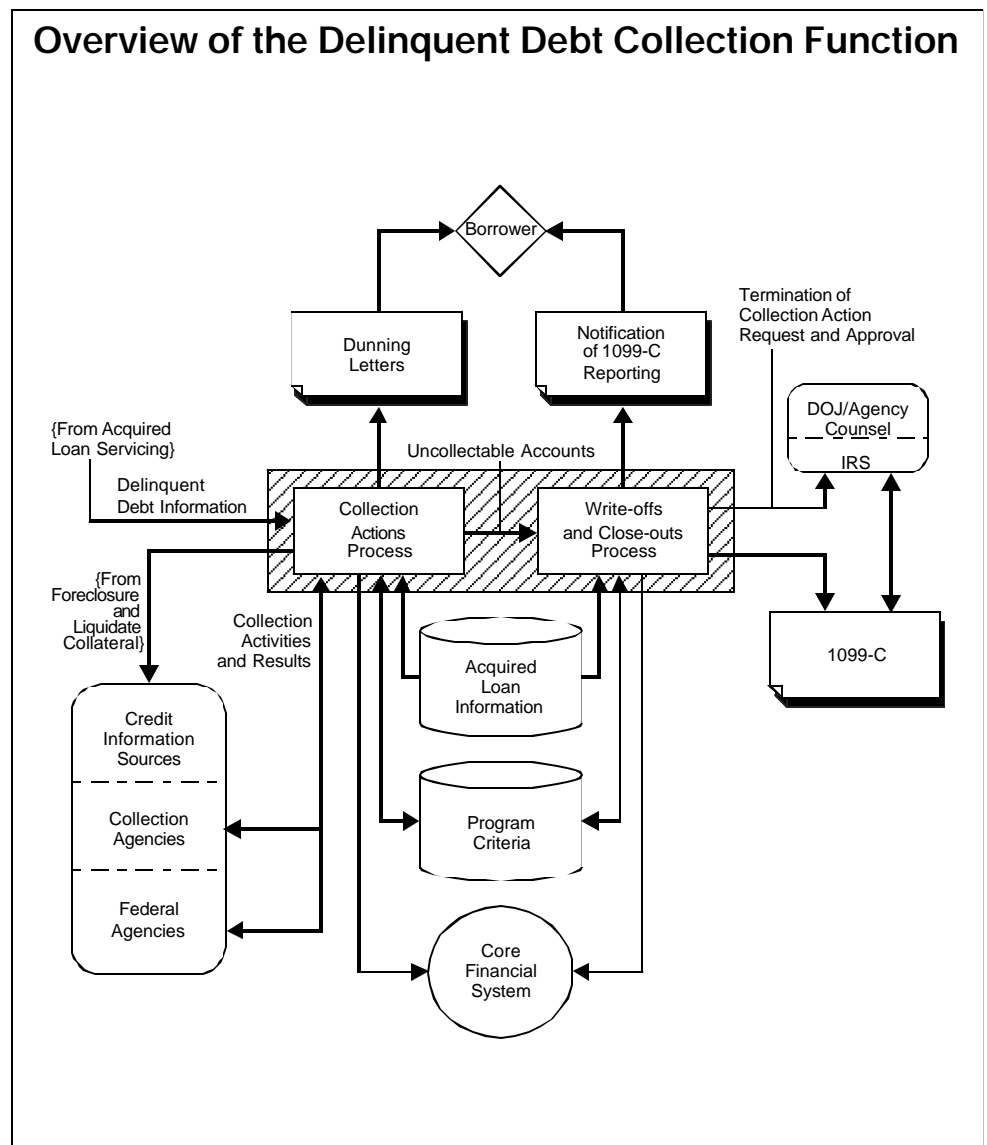 Overview of the Delinquent Debt Collection Function
Borrower
Termination of
Collection Action
Request and Approval
Dunning
Letters
Notification
of 1099-C
Reporting
DOJ/Agency
Counsel
IRS
{From Acquired
Loan Servicing}
Uncollectable Accounts
Delinquent
Debt Information
Collection
Actions
Process
Write-offs
and Close-outs
Process
{From
Foreclosure
and
Liquidate
Collateral}
Collection
Activities
and Results
Acquired
Loan
Information
1099-C
Credit
Information
Sources
Collection
Agencies
Federal
Agencies
Program
Criteria
Core
Financial
System